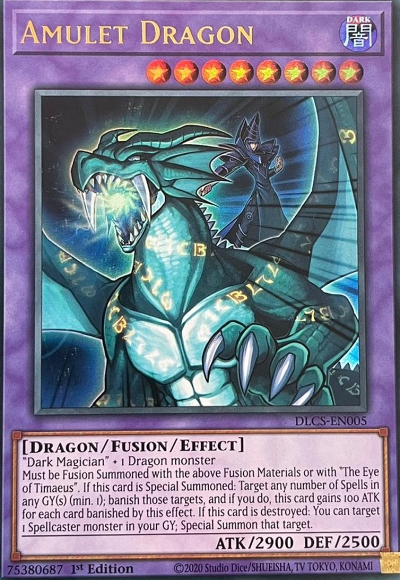 AMULET DRAGON
DARK
闇
DLCS-EN005
[DRAGON/FUSION/EFFECT]
"Dark Magician" + 1 Dragon monster
Must be Fusion Summoned with the above Fusion Materials or with "The Eye
of Timaeus". If this card is Special Summoned: Target any number of Spells in
any GY(s) (min. 1); banish those targets, and if you do, this card gains 100 ATK
for each card banished by this effect. If this card is destroyed: You can target
1 Spellcaster monster in your GY; Special Summon that target.
ATK/2900 DEF/2500
75380687 1st Edition ©2020 Studio Dice/SHUEISHA, TV TOKYO, KONAMI